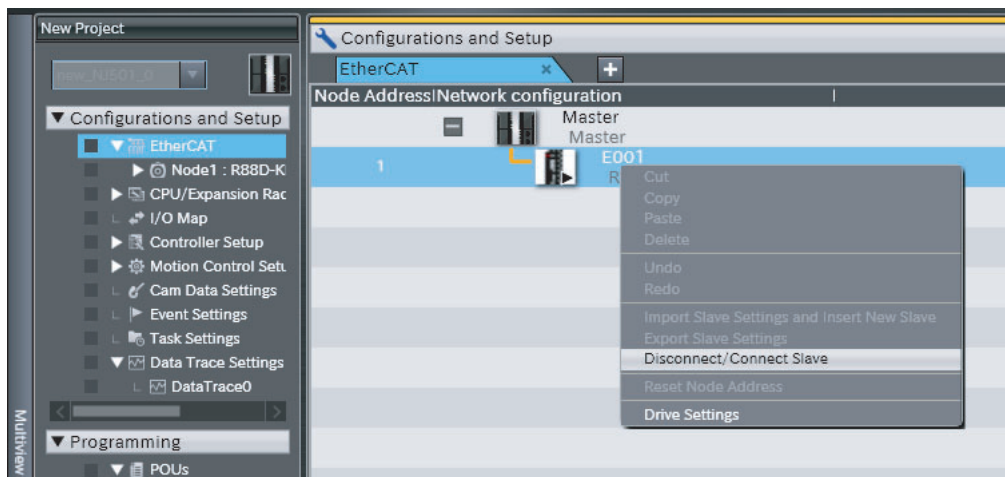 New Project
new_NJ501_0
Configurations and Setup
EtherCAT
Node1 : R88D-K
CPU/Expansion Rac
I/O Map
Controller Setup
Motion Control Setu
Cam Data Settings
Event Settings
Task Settings
Data Trace Settings
DataTrace0
Programming
POUs
Multiview
Configurations and Setup
EtherCAT
Node Address|Network configuration
Master
Master
1
E001
R
Cut
Copy
Paste
Delete
Undo
Redo
Import Slave Settings and Insert New Slave
Export Slave Settings
Disconnect/Connect Slave
Reset Node Address
Drive Settings